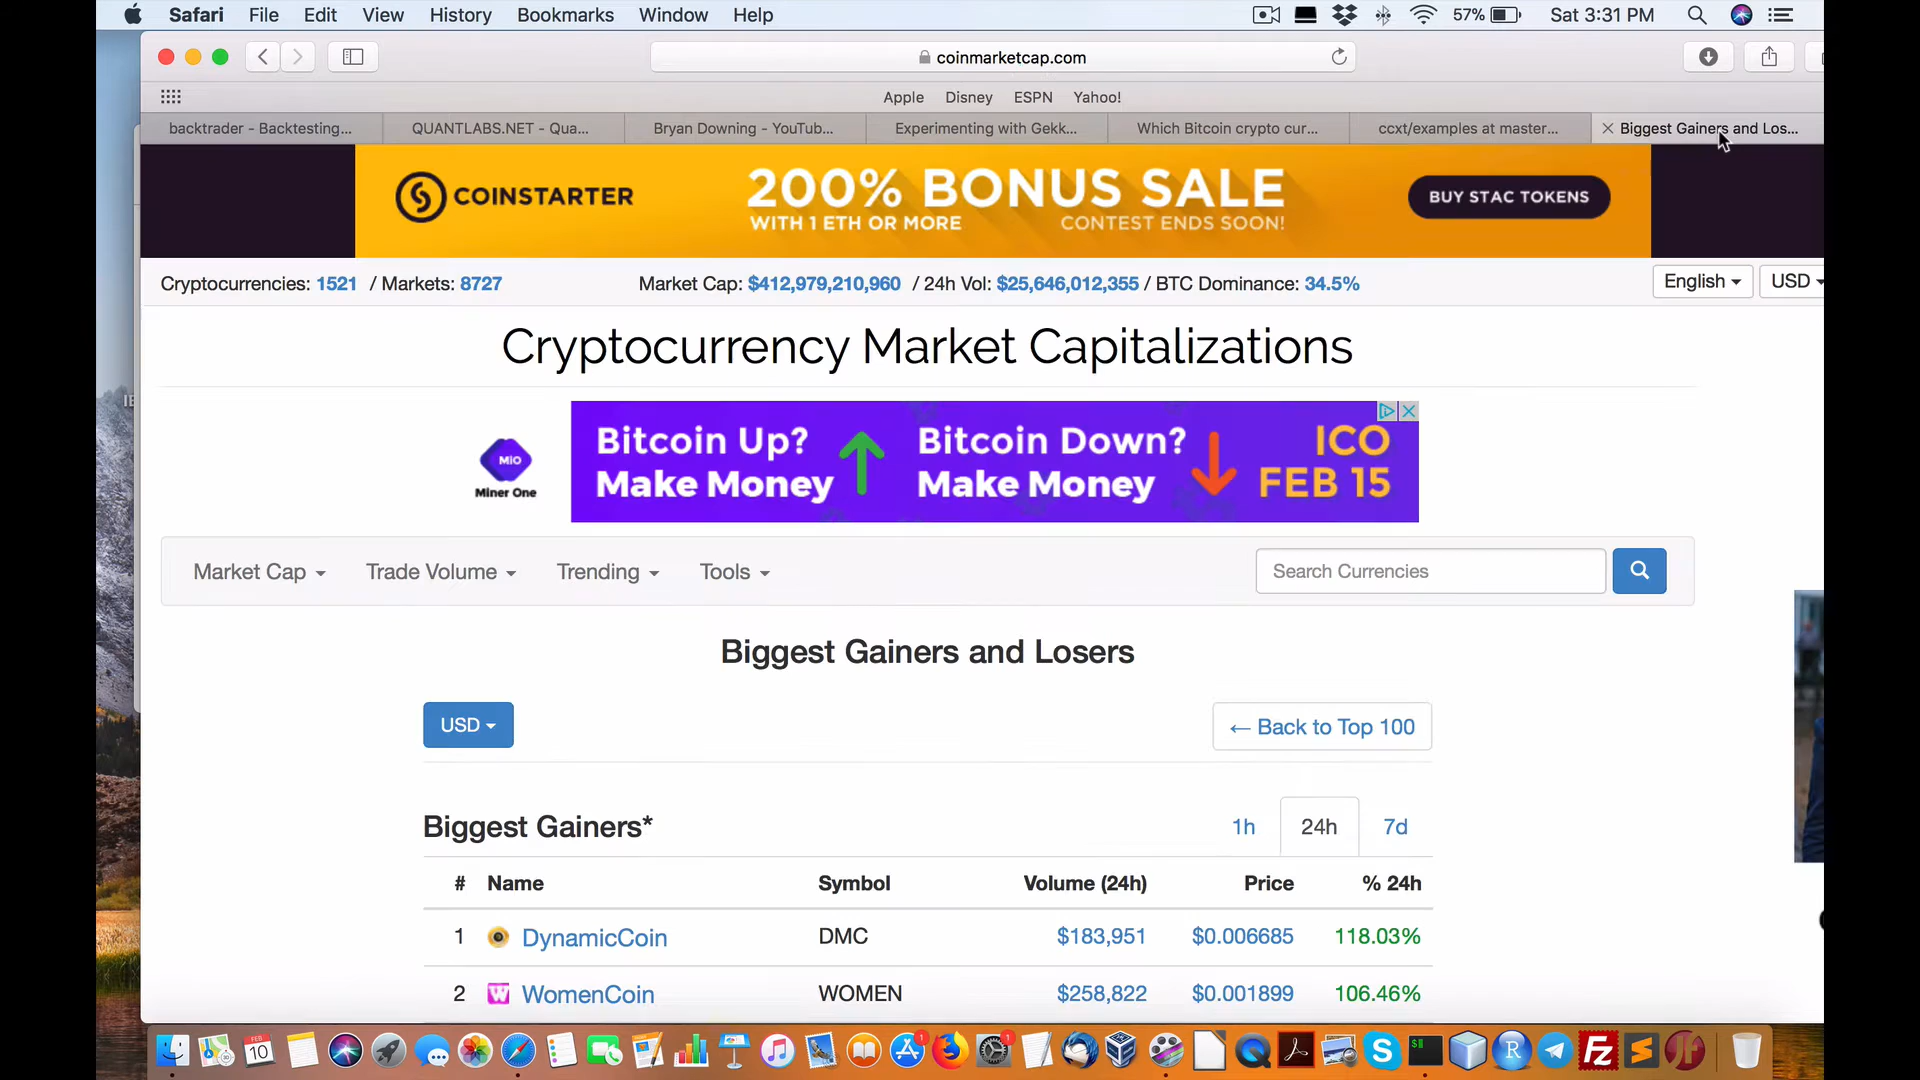 Safari File Edit View History Bookmarks Window Help 57% Sat 3:31 PM
coinmarketcap.com
Apple Disney ESPN Yahoo!
backtrader - Backtesting... QUANTLABS.NET - Qua... Bryan Downing - YouTub... Experimenting with Gekk... Which Bitcoin crypto cur... ccxt/examples at master... Biggest Gainers and Los...
COINSTARTER 200% BONUS SALE BUY STAC TOKENS
WITH 1 ETH OR MORE CONTEST ENDS SOON!
Cryptocurrencies: 1521 / Markets: 8727 Market Cap: $412,979,210,960 / 24h Vol: $25,646,012,355 / BTC Dominance: 34.5% English USD
Cryptocurrency Market Capitalizations
Bitcoin Up? Bitcoin Down? ICO
MiO
Make Money Make Money FEB 15
Miner One
Market Cap Trade Volume Trending Tools Search Currencies
Biggest Gainers and Losers
USD ← Back to Top 100
Biggest Gainers* 1h 24h 7d
# Name Symbol Volume (24h) Price % 24h
1 DynamicCoin DMC $183,951 $0.006685 118.03%
2 WomenCoin WOMEN $258,822 $0.001899 106.46%
FEB
10